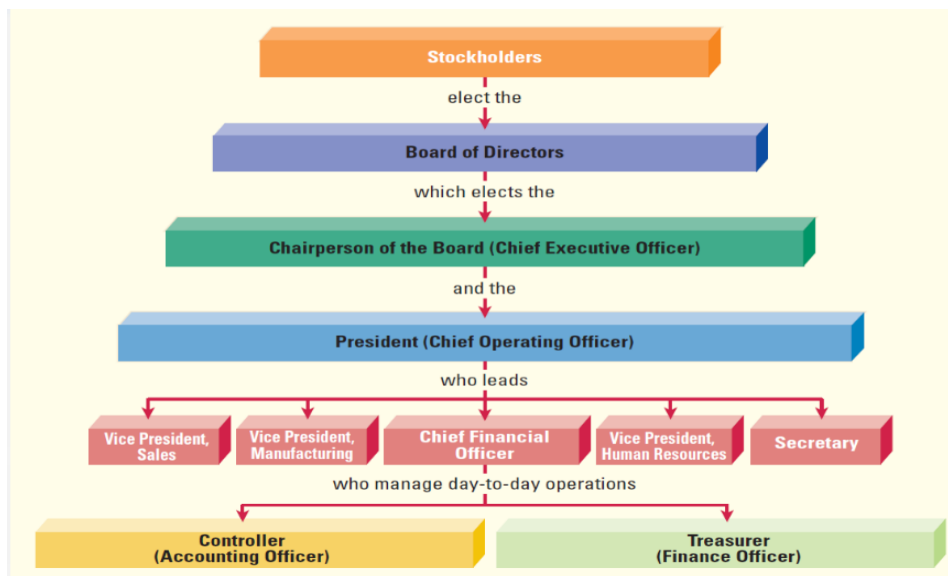 Stockholders
elect the
Board of Directors
which elects the
Chairperson of the Board (Chief Executive Officer)
and the
President (Chief Operating Officer)
who leads
Vice President,
Sales
Vice President,
Manufacturing
Chief Financial
Officer
Vice President,
Human Resources
Secretary
who manage day-to-day operations
Controller
(Accounting Officer)
Treasurer
(Finance Officer)